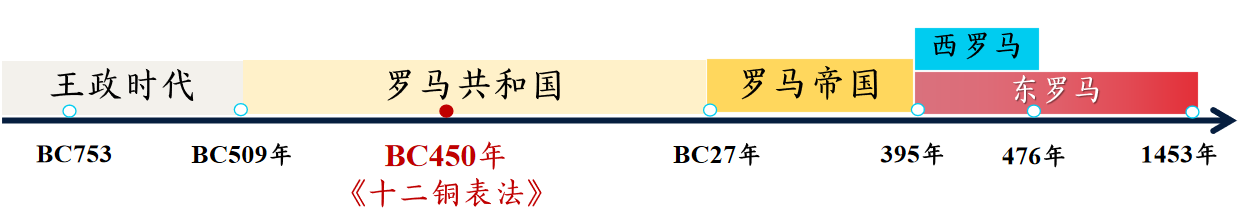 西罗马
王政时代 罗马共和国 罗马帝国 东罗马
BC753 BC509年 BC450年 BC27年 395年 476年 1453年
《十二铜表法》